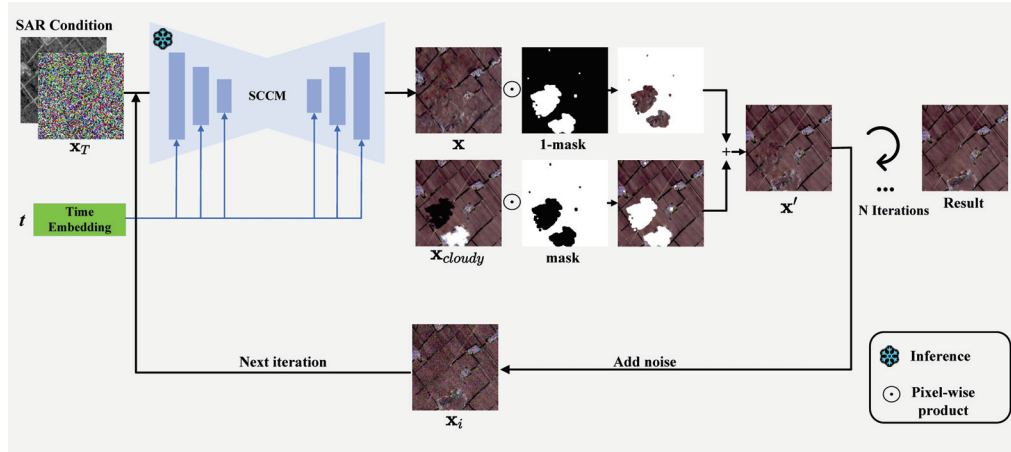 SAR Condition
SCCM
x_T
x
1-mask
t
Time
Embedding
x_cloudy
mask
+
x′
...
N Iterations
Result
Next iteration
Add noise
x_i
Inference
Pixel-wise
product